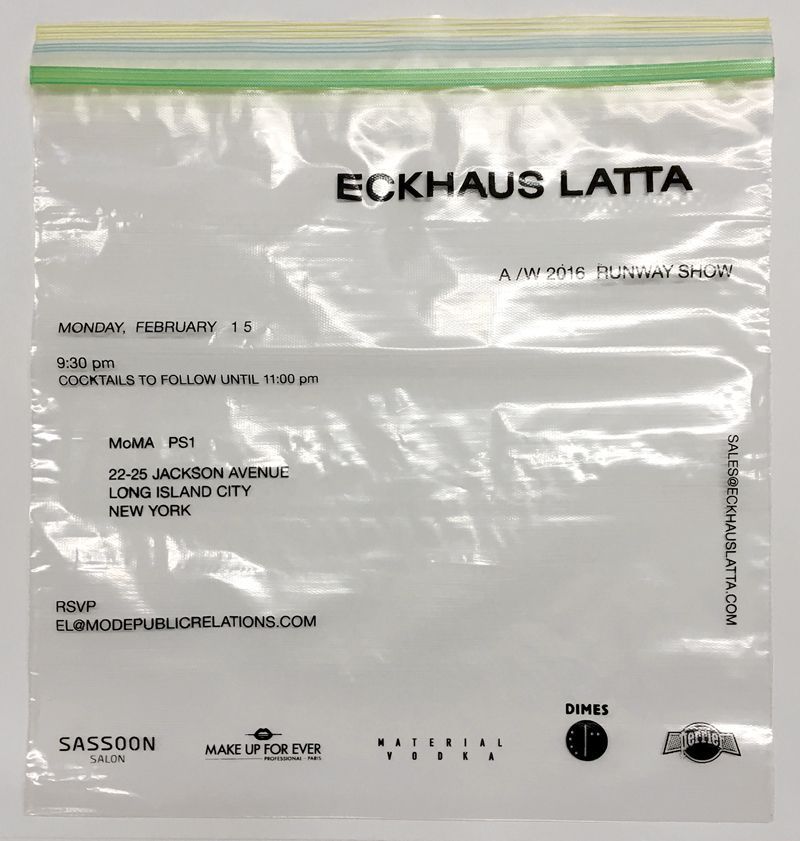 ECKHAUS LATTA
A/W 2016 RUNWAY SHOW
MONDAY, FEBRUARY 15
9:30 pm
COCKTAILS TO FOLLOW UNTIL 11:00 pm
MoMA PS1
22-25 JACKSON AVENUE
LONG ISLAND CITY
NEW YORK
SALES@ECKHAUSLATTA.COM
RSVP
EL@MODEPUBLICRELATIONS.COM
SASSOON
SALON
MAKE UP FOR EVER
PROFESSIONAL - PARIS
MATERIAL
VODKA
DIMES